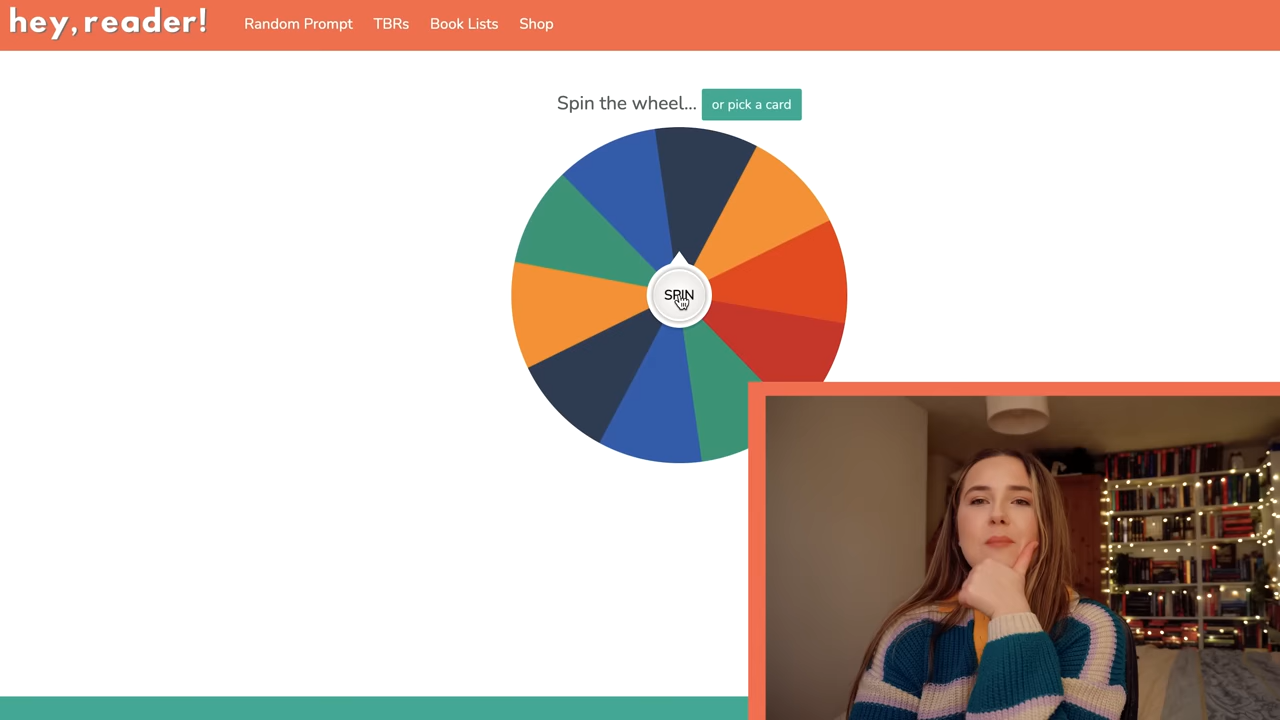 hey, reader!
Random Prompt TBRs Book Lists Shop
Spin the wheel... or pick a card
SPIN